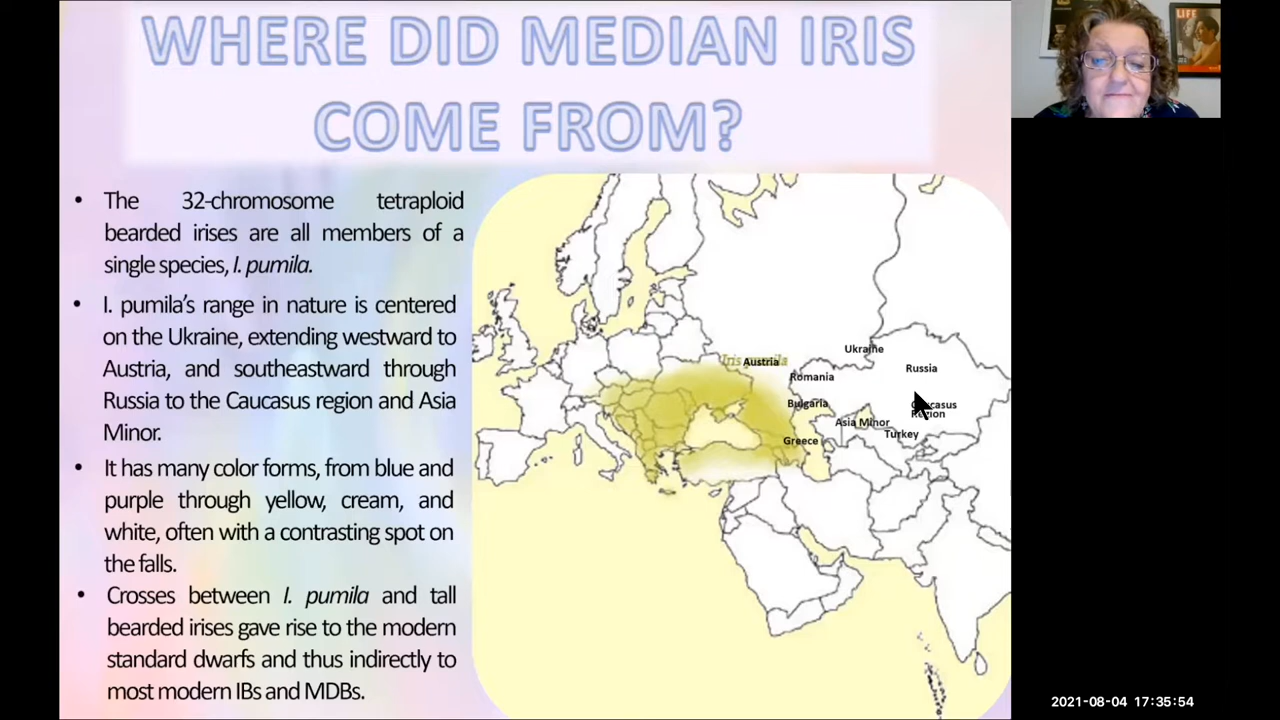 WHERE DID MEDIAN IRIS
COME FROM?
• The 32-chromosome tetraploid
bearded irises are all members of a
single species, I. pumila.
• I. pumila's range in nature is centered
on the Ukraine, extending westward to
Austria, and southeastward through
Russia to the Caucasus region and Asia
Minor.
• It has many color forms, from blue and
purple through yellow, cream, and
white, often with a contrasting spot on
the falls.
• Crosses between I. pumila and tall
bearded irises gave rise to the modern
standard dwarfs and thus indirectly to
most modern IBs and MDBs.
Ukraine
Iris pumila
Austria
Russia
Romania
Bulgaria
Caucasus
Region
Asia Minor
Turkey
Greece
LIFE
2021-08-04 17:35:54